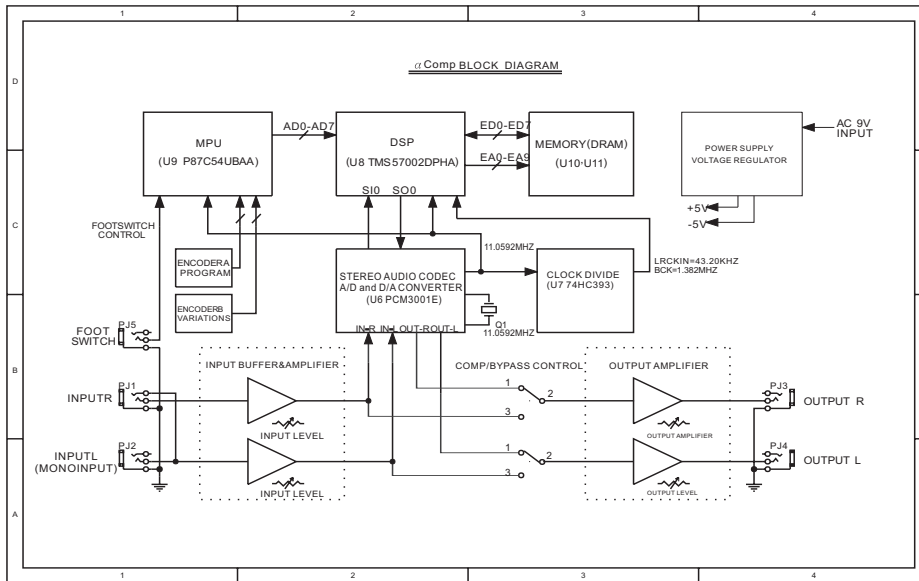 1 2 3 4
D
C
B
A
D
C
B
A
αComp BLOCK DIAGRAM
MPU
(U9 P87C54UBAA)
AD0-AD7
DSP
(U8 TMS57002DPHA)
SI0 SO0
ED0-ED7
EA0-EA9
MEMORY(DRAM)
(U10·U11)
POWER SUPPLY
VOLTAGE REGULATOR
AC 9V
INPUT
+5V
-5V
FOOTSWITCH
CONTROL
ENCODERA
PROGRAM
ENCODERB
VARIATIONS
STEREO AUDIO CODEC
A/D and D/A CONVERTER
(U6 PCM3001E)
IN-R IN-LOUT-ROUT-L
11.0592MHZ
CLOCK DIVIDE
(U7 74HC393)
LRCKIN=43.20KHZ
BCK=1.382MHZ
Q1
11.0592MHZ
FOOT
SWITCH
PJ5
INPUTR
PJ1
INPUTL
(MONOINPUT)
PJ2
INPUT BUFFER&AMPLIFIER
INPUT LEVEL
INPUT LEVEL
COMP/BYPASS CONTROL
1
2
3
1
2
3
OUTPUT AMPLIFIER
OUTPUT AMPLIFIER
OUTPUT LEVEL
PJ3
OUTPUT R
PJ4
OUTPUT L
1 2 3 4